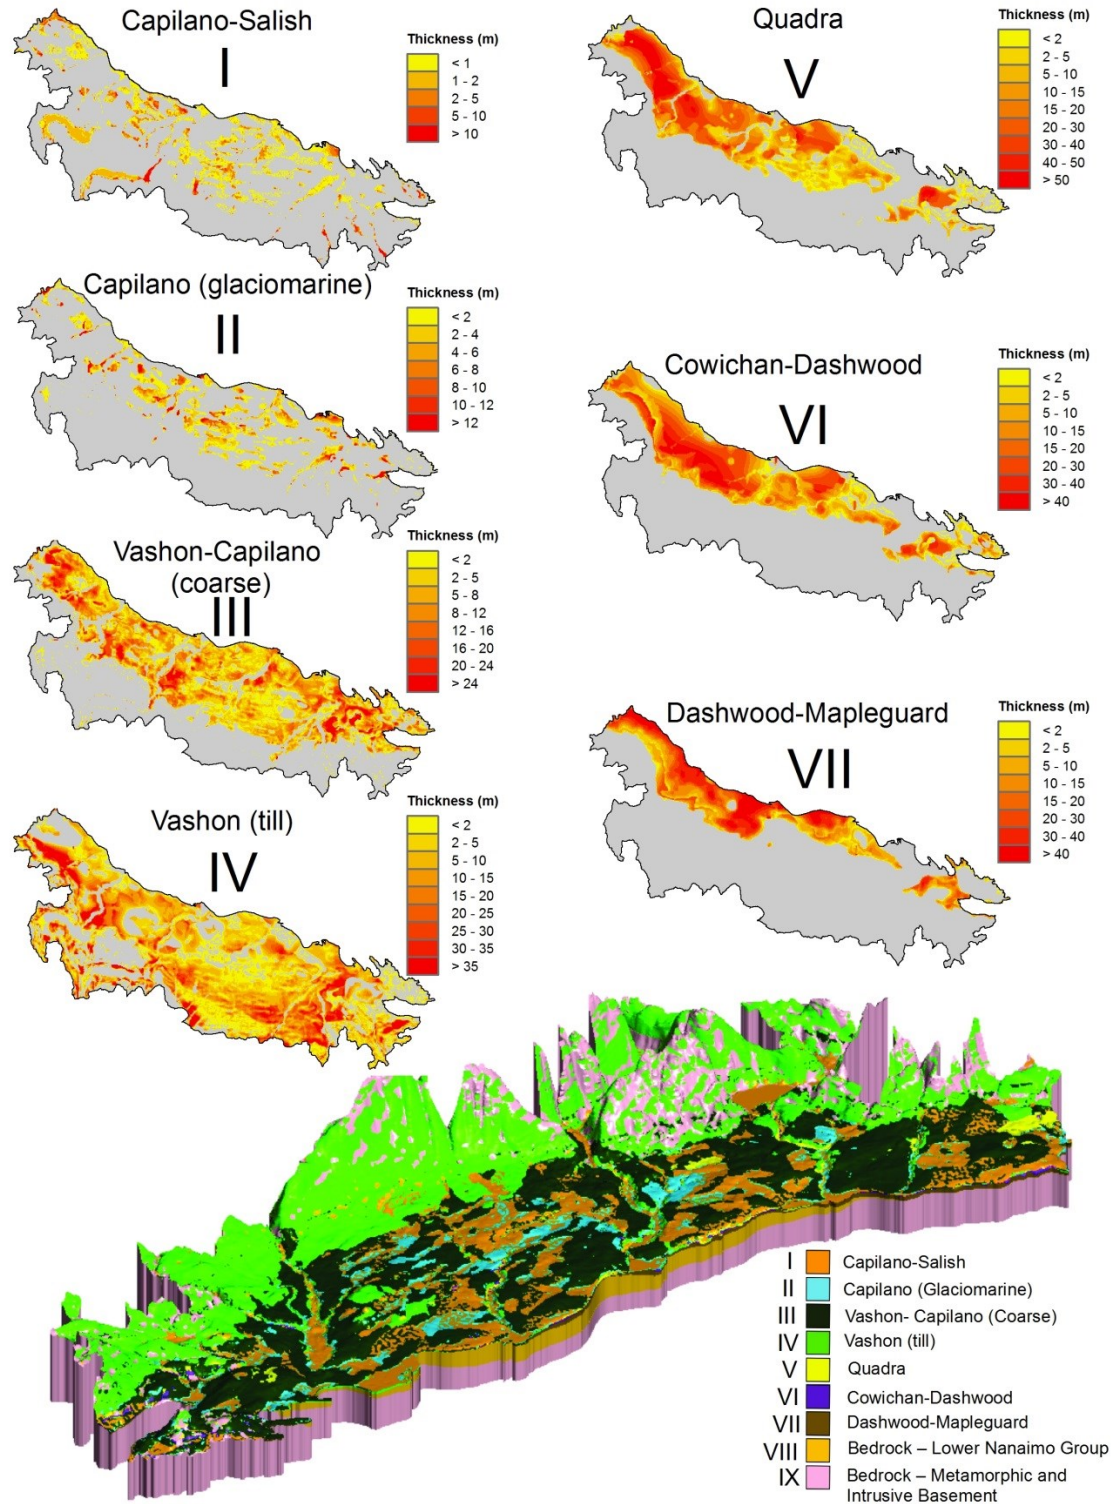 Capilano-Salish
I
Thickness (m)
< 1
1 - 2
2 - 5
5 - 10
> 10
Capilano (glaciomarine)
II
Thickness (m)
< 2
2 - 4
4 - 6
6 - 8
8 - 10
10 - 12
> 12
Vashon-Capilano
(coarse)
III
Thickness (m)
< 2
2 - 5
5 - 8
8 - 12
12 - 16
16 - 20
20 - 24
> 24
Vashon (till)
IV
Thickness (m)
< 2
2 - 5
5 - 10
10 - 15
15 - 20
20 - 25
25 - 30
30 - 35
> 35
Quadra
V
Thickness (m)
< 2
2 - 5
5 - 10
10 - 15
15 - 20
20 - 30
30 - 40
40 - 50
> 50
Cowichan-Dashwood
VI
Thickness (m)
< 2
2 - 5
5 - 10
10 - 15
15 - 20
20 - 30
30 - 40
> 40
Dashwood-Mapleguard
VII
Thickness (m)
< 2
2 - 5
5 - 10
10 - 15
15 - 20
20 - 30
30 - 40
> 40
I Capilano-Salish
II Capilano (Glaciomarine)
III Vashon- Capilano (Coarse)
IV Vashon (till)
V Quadra
VI Cowichan-Dashwood
VII Dashwood-Mapleguard
VIII Bedrock – Lower Nanaimo Group
IX Bedrock – Metamorphic and
Intrusive Basement